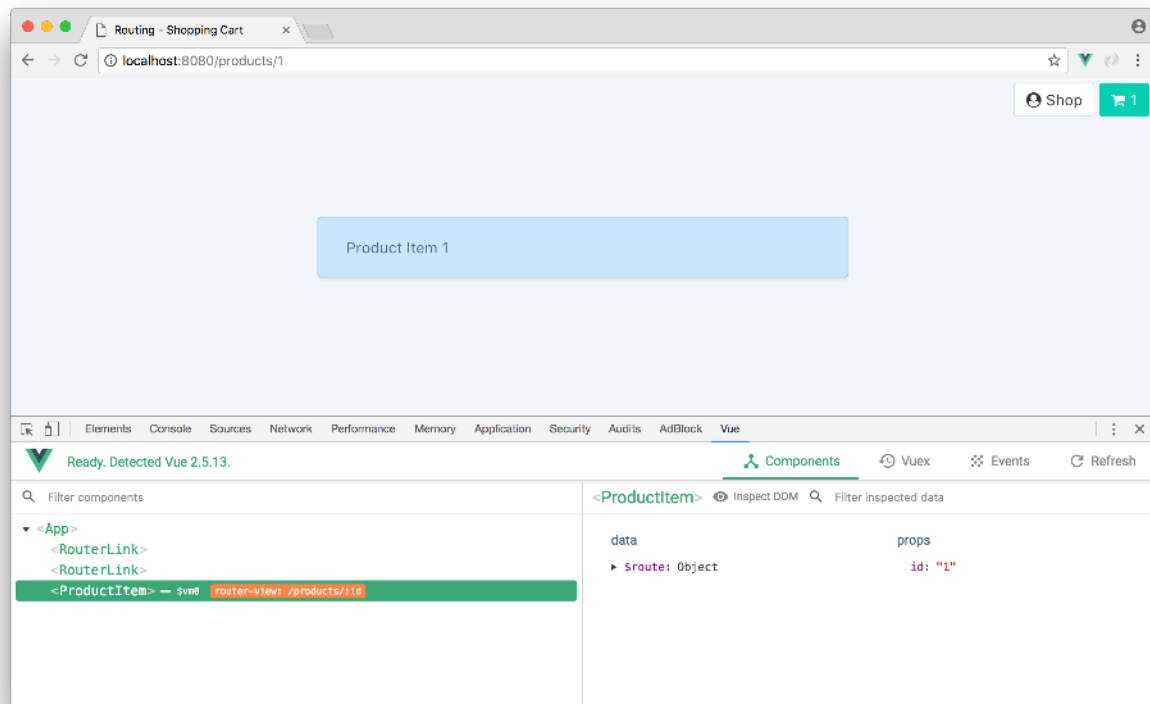 Routing - Shopping Cart
localhost:8080/products/1
Shop 1
Product Item 1
Elements Console Sources Network Performance Memory Application Security Audits AdBlock Vue
Ready. Detected Vue 2.5.13. Components Vuex Events Refresh
Filter components <ProductItem> Inspect DOM Filter inspected data
<App> data props
<RouterLink> $route: Object id: "1"
<RouterLink>
<ProductItem> — $vm0 router-view: /products/:id